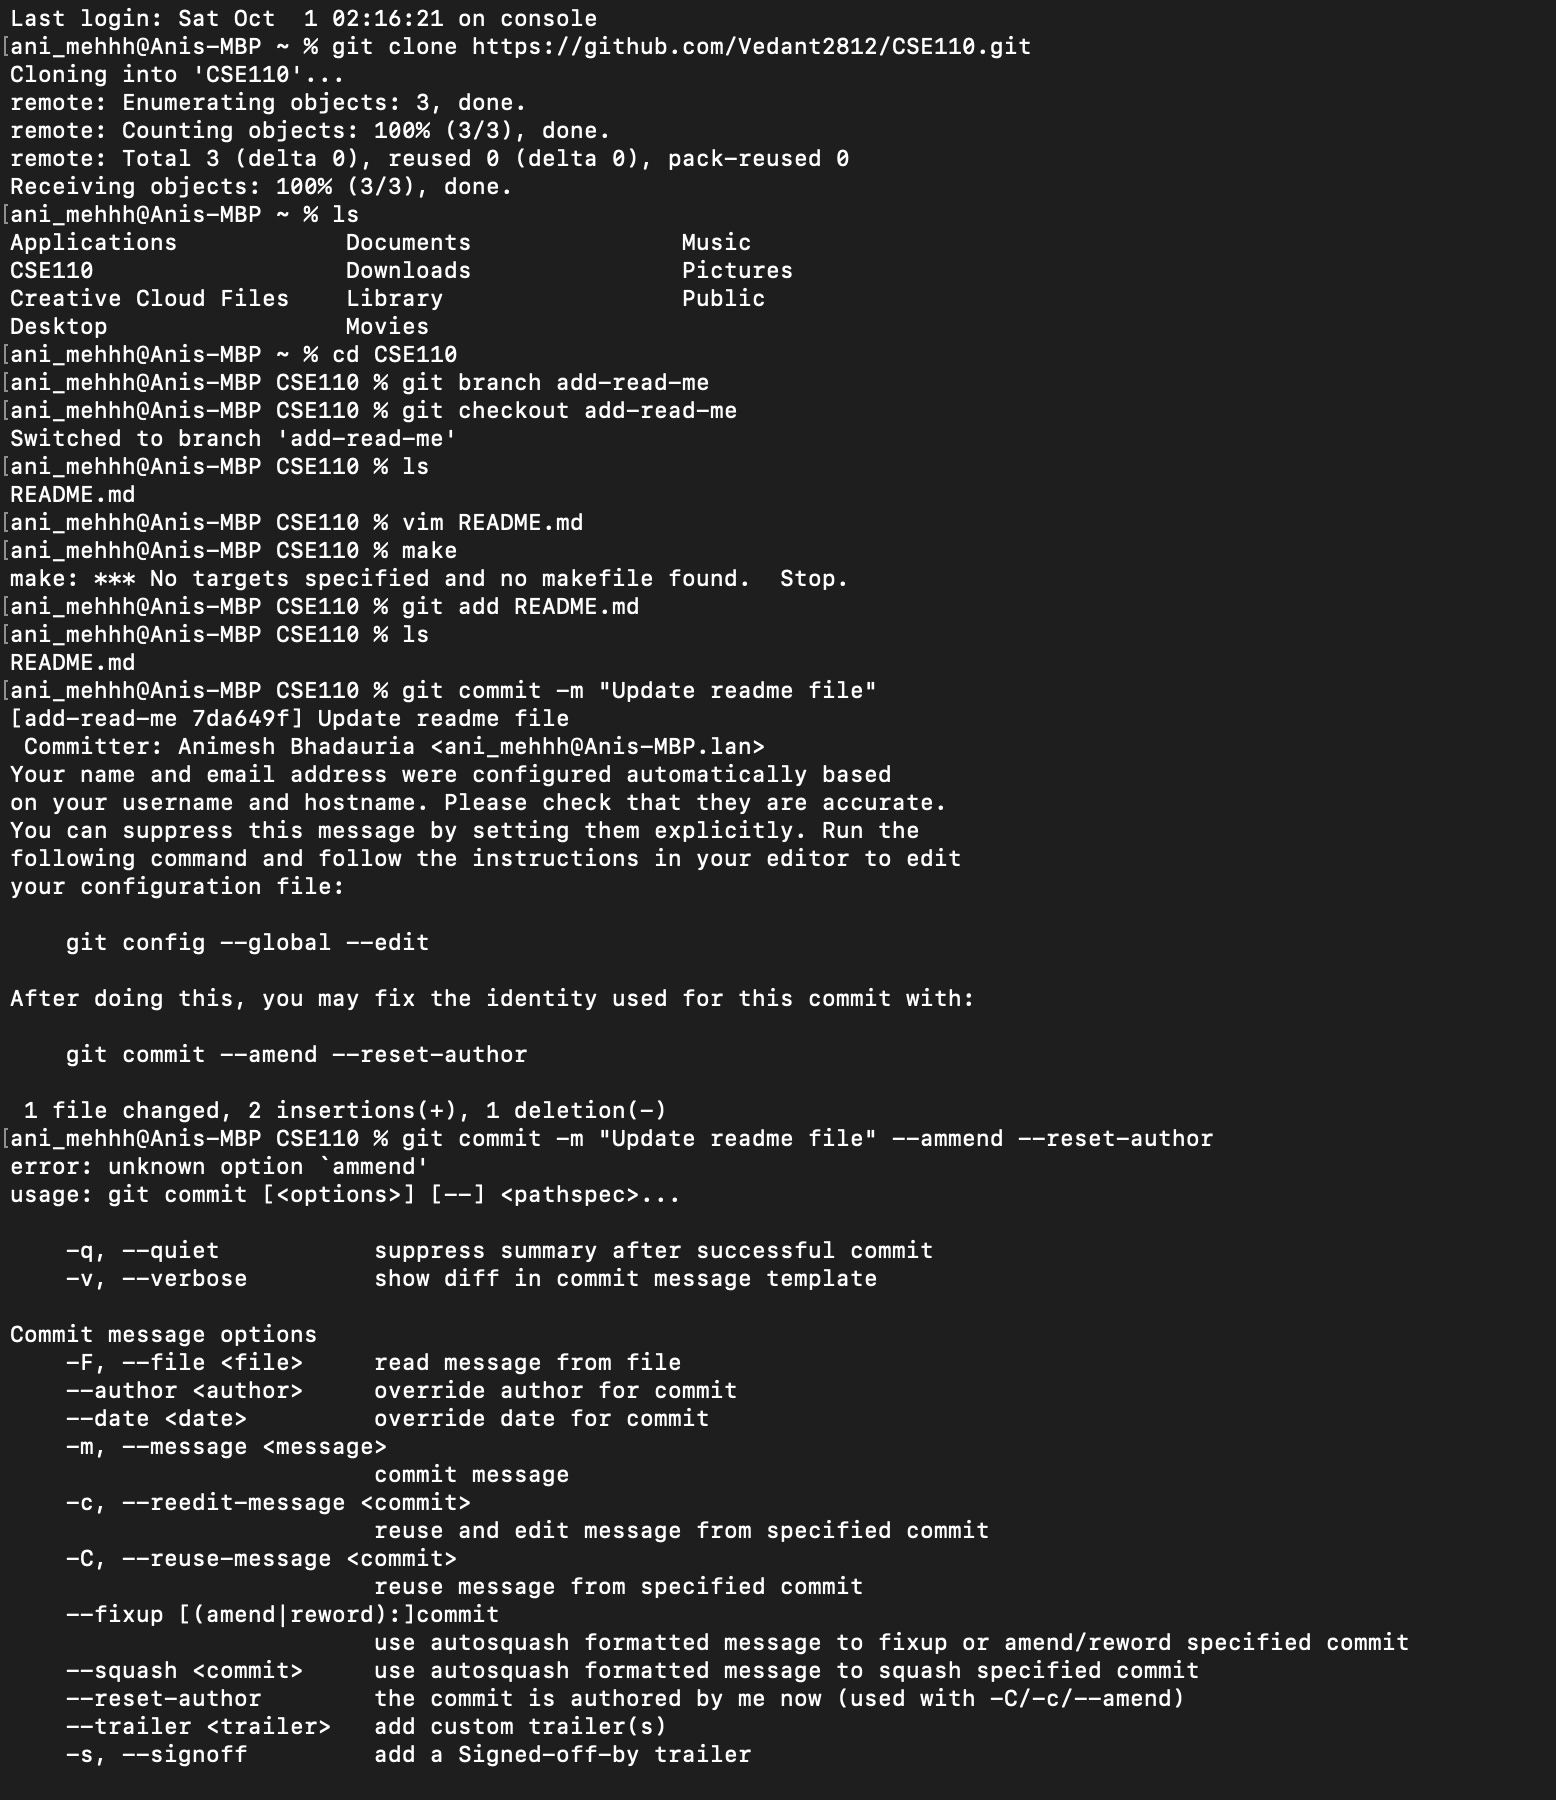 Last login: Sat Oct  1 02:16:21 on console
[ani_mehhh@Anis-MBP ~ % git clone https://github.com/Vedant2812/CSE110.git
Cloning into 'CSE110'...
remote: Enumerating objects: 3, done.
remote: Counting objects: 100% (3/3), done.
remote: Total 3 (delta 0), reused 0 (delta 0), pack-reused 0
Receiving objects: 100% (3/3), done.
[ani_mehhh@Anis-MBP ~ % ls
Applications            Documents               Music
CSE110                  Downloads               Pictures
Creative Cloud Files    Library                 Public
Desktop                 Movies
[ani_mehhh@Anis-MBP ~ % cd CSE110
[ani_mehhh@Anis-MBP CSE110 % git branch add-read-me
[ani_mehhh@Anis-MBP CSE110 % git checkout add-read-me
Switched to branch 'add-read-me'
[ani_mehhh@Anis-MBP CSE110 % ls
README.md
[ani_mehhh@Anis-MBP CSE110 % vim README.md
[ani_mehhh@Anis-MBP CSE110 % make
make: *** No targets specified and no makefile found.  Stop.
[ani_mehhh@Anis-MBP CSE110 % git add README.md
[ani_mehhh@Anis-MBP CSE110 % ls
README.md
[ani_mehhh@Anis-MBP CSE110 % git commit -m "Update readme file"
[add-read-me 7da649f] Update readme file
 Committer: Animesh Bhadauria <ani_mehhh@Anis-MBP.lan>
Your name and email address were configured automatically based
on your username and hostname. Please check that they are accurate.
You can suppress this message by setting them explicitly. Run the
following command and follow the instructions in your editor to edit
your configuration file:

    git config --global --edit

After doing this, you may fix the identity used for this commit with:

    git commit --amend --reset-author

 1 file changed, 2 insertions(+), 1 deletion(-)
[ani_mehhh@Anis-MBP CSE110 % git commit -m "Update readme file" --ammend --reset-author
error: unknown option `ammend'
usage: git commit [<options>] [--] <pathspec>...

    -q, --quiet           suppress summary after successful commit
    -v, --verbose         show diff in commit message template

Commit message options
    -F, --file <file>     read message from file
    --author <author>     override author for commit
    --date <date>         override date for commit
    -m, --message <message>
                          commit message
    -c, --reedit-message <commit>
                          reuse and edit message from specified commit
    -C, --reuse-message <commit>
                          reuse message from specified commit
    --fixup [(amend|reword):]commit
                          use autosquash formatted message to fixup or amend/reword specified commit
    --squash <commit>     use autosquash formatted message to squash specified commit
    --reset-author        the commit is authored by me now (used with -C/-c/--amend)
    --trailer <trailer>   add custom trailer(s)
    -s, --signoff         add a Signed-off-by trailer